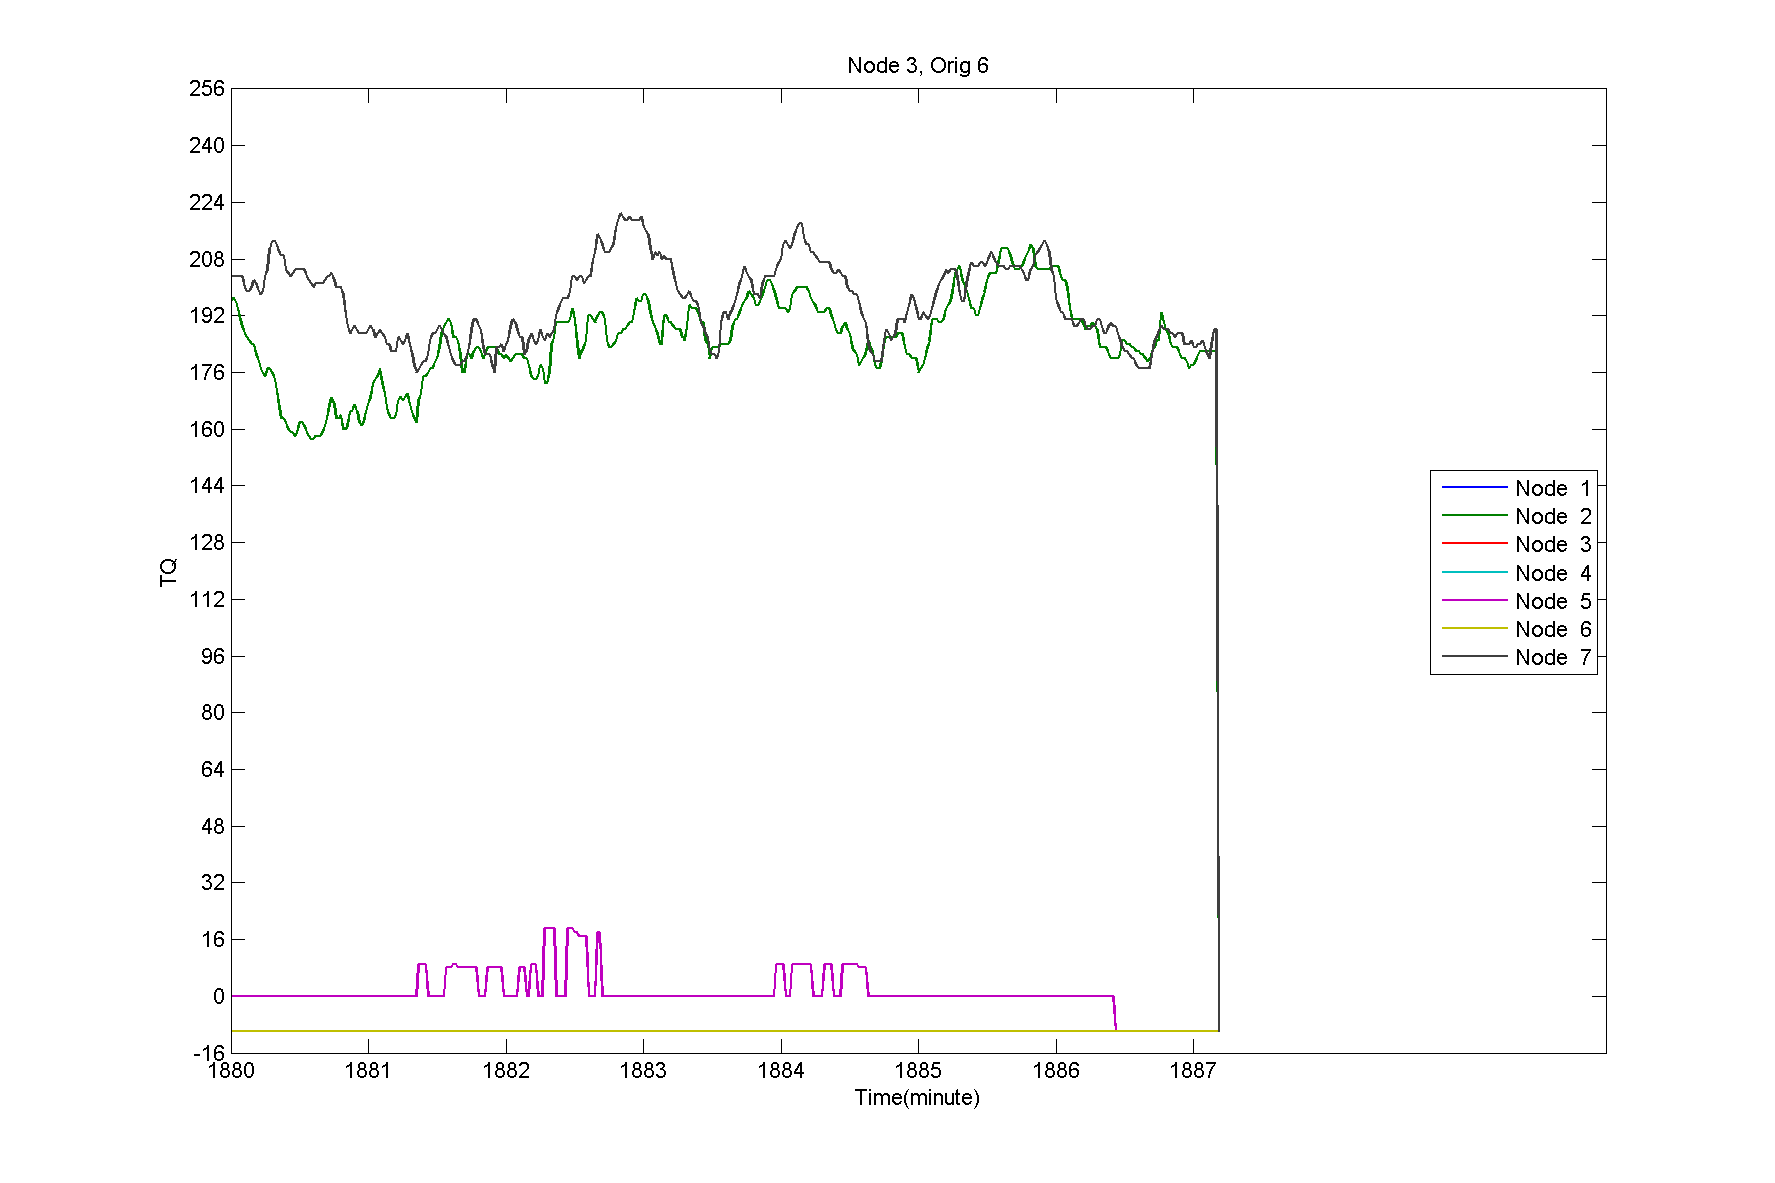 Node 3, Orig 6
256
240
224
208
192
176
160
144
128
112
96
80
64
48
32
16
0
-16
TQ
1880 1881 1882 1883 1884 1885 1886 1887
Time(minute)
Node 1
Node 2
Node 3
Node 4
Node 5
Node 6
Node 7